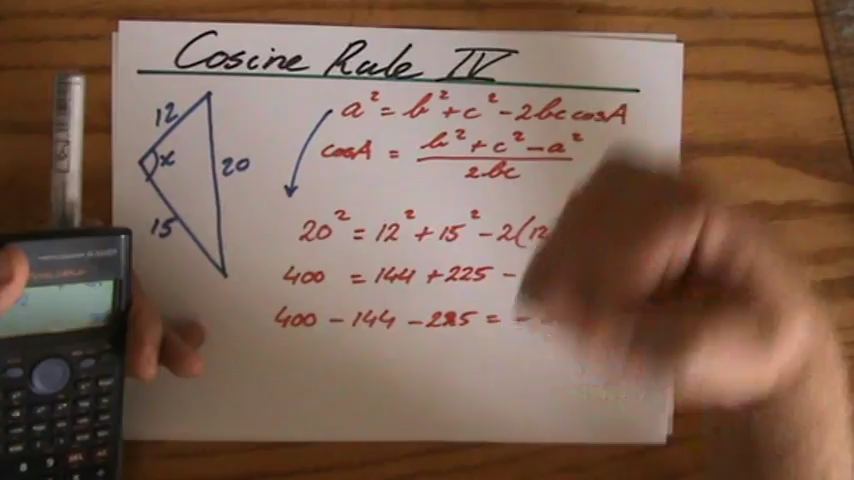 Cosine Rule IV
12
x
20
15
a² = b² + c² - 2bc cosA
cosA = b² + c² - a² / 2bc
20² = 12² + 15² - 2(12
400 = 144 + 225 -
400 - 144 - 225 = -